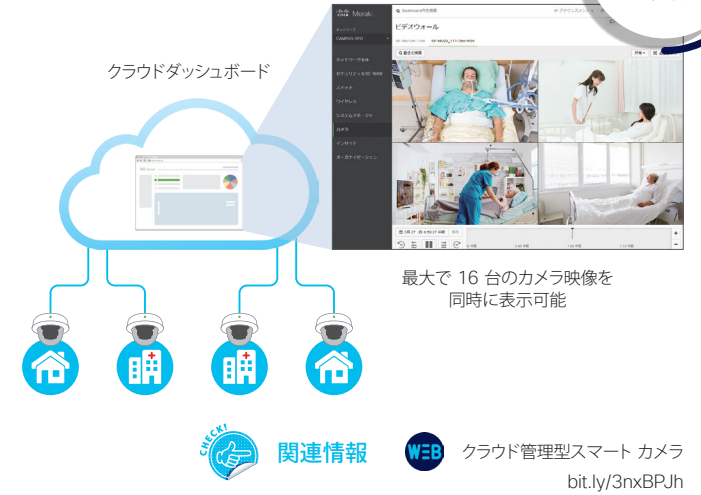 cisco Meraki
ネットワーク
ビデオウォール
ネットワーク全体
セキュリティ & SD-WAN
スイッチ
ワイヤレス
システムマネージャ
カメラ
インサイト
オーガナイゼーション
クラウドダッシュボード
最大で 16 台のカメラ映像を
同時に表示可能
CHECK!
関連情報
WEB
クラウド管理型スマート カメラ
bit.ly/3nxBPJh